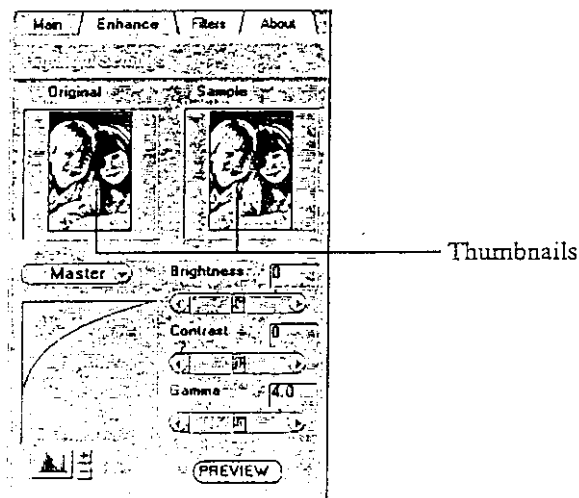 Main Enhance Filters About
Original Sample
Thumbnails
Master Brightness 0
Contrast 0
Gamma 4.0
PREVIEW